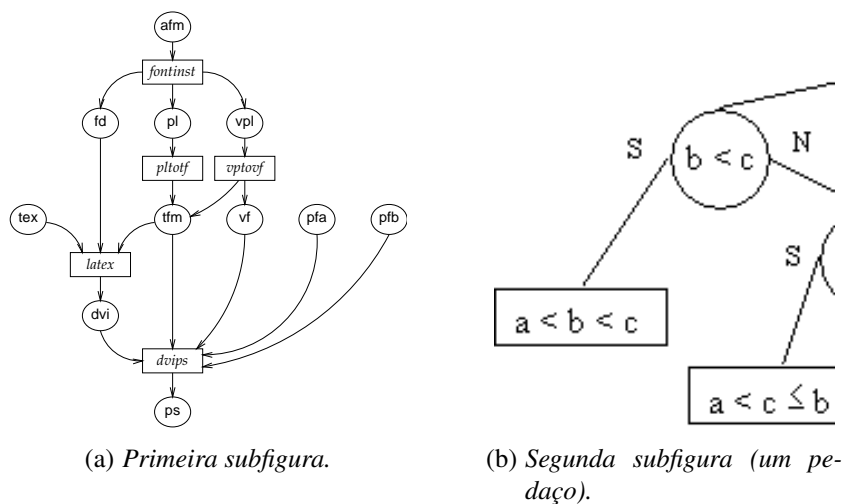 afm
fontinst
fd pl vpl
pltotf vptovf
tex tfm vf pfa pfb
latex
dvi
dvips
ps
(a) Primeira subfigura.
S b < c N
S
a < b < c
a < c ≤ b
(b) Segunda subfigura (um pe-
daço).